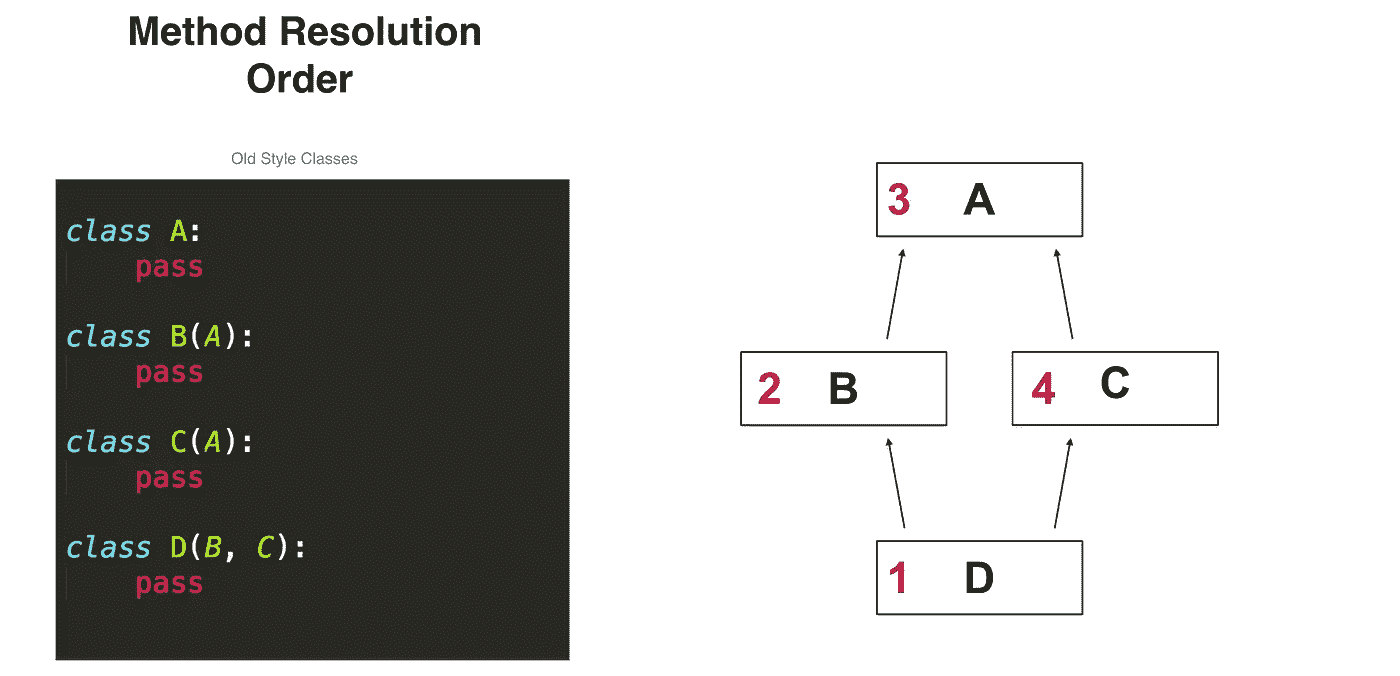 Method Resolution
Order
Old Style Classes
class A:
    pass
class B(A):
    pass
class C(A):
    pass
class D(B, C):
    pass
3 A
2 B
4 C
1 D